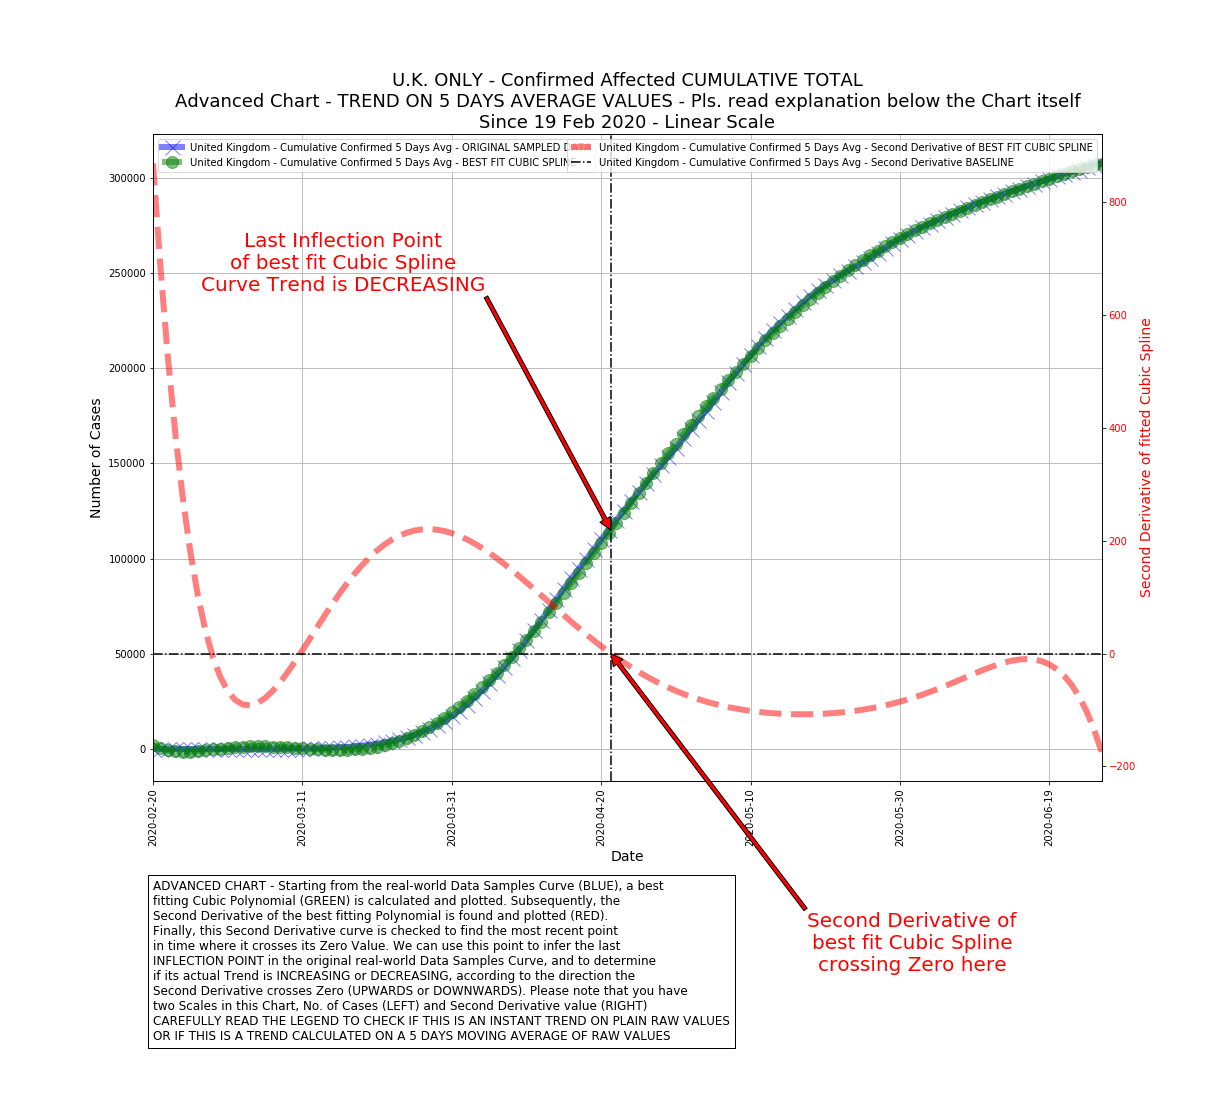 U.K. ONLY - Confirmed Affected CUMULATIVE TOTAL
Advanced Chart - TREND ON 5 DAYS AVERAGE VALUES - Pls. read explanation below the Chart itself
Since 19 Feb 2020 - Linear Scale
United Kingdom - Cumulative Confirmed 5 Days Avg - ORIGINAL SAMPLED DATA
United Kingdom - Cumulative Confirmed 5 Days Avg - BEST FIT CUBIC SPLINE
United Kingdom - Cumulative Confirmed 5 Days Avg - Second Derivative of BEST FIT CUBIC SPLINE
United Kingdom - Cumulative Confirmed 5 Days Avg - Second Derivative BASELINE
Last Inflection Point
of best fit Cubic Spline
Curve Trend is DECREASING
Number of Cases
300000
250000
200000
150000
100000
50000
0
800
600
400
200
0
−200
Second Derivative of fitted Cubic Spline
2020-02-20
2020-03-11
2020-03-31
2020-04-20
2020-05-10
2020-05-30
2020-06-19
Date
Second Derivative of
best fit Cubic Spline
crossing Zero here
ADVANCED CHART - Starting from the real-world Data Samples Curve (BLUE), a best
fitting Cubic Polynomial (GREEN) is calculated and plotted. Subsequently, the
Second Derivative of the best fitting Polynomial is found and plotted (RED).
Finally, this Second Derivative curve is checked to find the most recent point
in time where it crosses its Zero Value. We can use this point to infer the last
INFLECTION POINT in the original real-world Data Samples Curve, and to determine
if its actual Trend is INCREASING or DECREASING, according to the direction the
Second Derivative crosses Zero (UPWARDS or DOWNWARDS). Please note that you have
two Scales in this Chart, No. of Cases (LEFT) and Second Derivative value (RIGHT)
CAREFULLY READ THE LEGEND TO CHECK IF THIS IS AN INSTANT TREND ON PLAIN RAW VALUES
OR IF THIS IS A TREND CALCULATED ON A 5 DAYS MOVING AVERAGE OF RAW VALUES